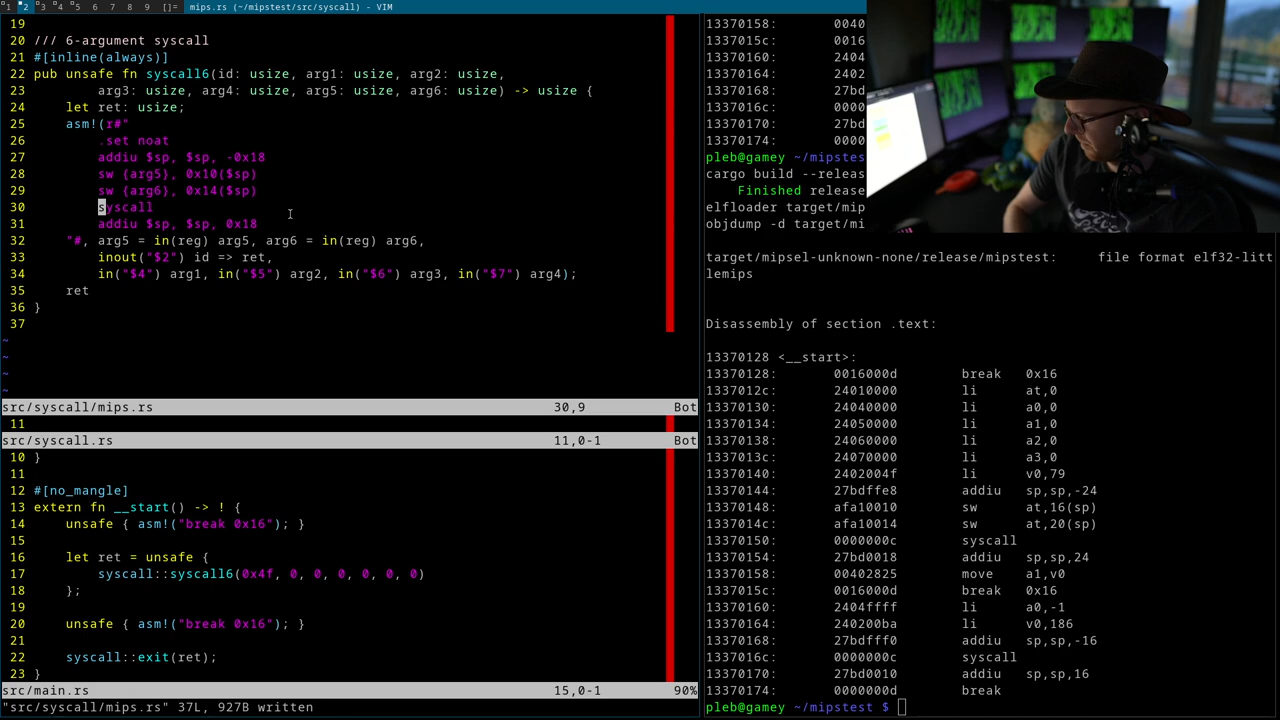 1 2 3 4 5 6 7 8 9 []= mips.rs (~/mipstest/src/syscall) - VIM
19
20 /// 6-argument syscall
21 #[inline(always)]
22 pub unsafe fn syscall6(id: usize, arg1: usize, arg2: usize,
23         arg3: usize, arg4: usize, arg5: usize, arg6: usize) -> usize {
24     let ret: usize;
25     asm!(r#"
26         .set noat
27         addiu $sp, $sp, -0x18
28         sw {arg5}, 0x10($sp)
29         sw {arg6}, 0x14($sp)
30         syscall
31         addiu $sp, $sp, 0x18
32     "#, arg5 = in(reg) arg5, arg6 = in(reg) arg6,
33         inout("$2") id => ret,
34         in("$4") arg1, in("$5") arg2, in("$6") arg3, in("$7") arg4);
35     ret
36 }
37
~
~
~
~
src/syscall/mips.rs 30,9 Bot
11
src/syscall.rs 11,0-1 Bot
10 }
11
12 #[no_mangle]
13 extern fn __start() -> ! {
14     unsafe { asm!("break 0x16"); }
15
16     let ret = unsafe {
17         syscall::syscall6(0x4f, 0, 0, 0, 0, 0, 0)
18     };
19
20     unsafe { asm!("break 0x16"); }
21
22     syscall::exit(ret);
23 }
src/main.rs 15,0-1 90%
"src/syscall/mips.rs" 37L, 927B written
13370158: 0040
1337015c: 0016
13370160: 2404
13370164: 2402
13370168: 27bd
1337016c: 0000
13370170: 27bd
13370174: 0000
pleb@gamey ~/mipstes
cargo build --relea
    Finished release
elfloader target/mip
objdump -d target/mi
target/mipsel-unknown-none/release/mipstest:     file format elf32-litt
lemips
Disassembly of section .text:
13370128 <__start>:
13370128: 0016000d break 0x16
1337012c: 24010000 li at,0
13370130: 24040000 li a0,0
13370134: 24050000 li a1,0
13370138: 24060000 li a2,0
1337013c: 24070000 li a3,0
13370140: 2402004f li v0,79
13370144: 27bdffe8 addiu sp,sp,-24
13370148: afa10010 sw at,16(sp)
1337014c: afa10014 sw at,20(sp)
13370150: 0000000c syscall
13370154: 27bd0018 addiu sp,sp,24
13370158: 00402825 move a1,v0
1337015c: 0016000d break 0x16
13370160: 2404ffff li a0,-1
13370164: 240200ba li v0,186
13370168: 27bdfff0 addiu sp,sp,-16
1337016c: 0000000c syscall
13370170: 27bd0010 addiu sp,sp,16
13370174: 0000000d break
pleb@gamey ~/mipstest $